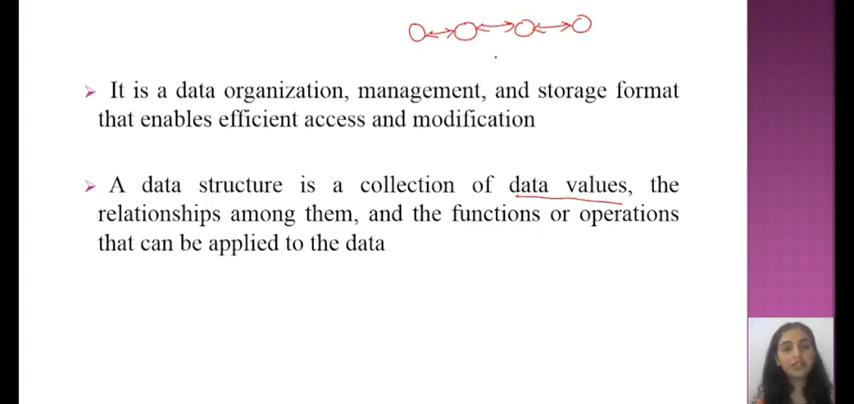 It is a data organization, management, and storage format
that enables efficient access and modification
A data structure is a collection of data values, the
relationships among them, and the functions or operations
that can be applied to the data